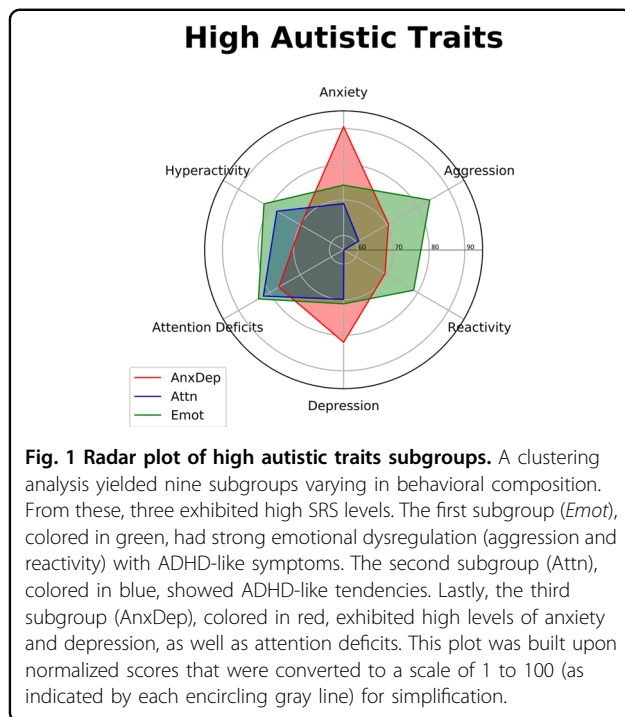 High Autistic Traits
Anxiety
Hyperactivity
Aggression
60 70 80 90
Attention Deficits
Reactivity
Depression
AnxDep
Attn
Emot
Fig. 1 Radar plot of high autistic traits subgroups. A clustering
analysis yielded nine subgroups varying in behavioral composition.
From these, three exhibited high SRS levels. The first subgroup (Emot),
colored in green, had strong emotional dysregulation (aggression and
reactivity) with ADHD-like symptoms. The second subgroup (Attn),
colored in blue, showed ADHD-like tendencies. Lastly, the third
subgroup (AnxDep), colored in red, exhibited high levels of anxiety
and depression, as well as attention deficits. This plot was built upon
normalized scores that were converted to a scale of 1 to 100 (as
indicated by each encircling gray line) for simplification.